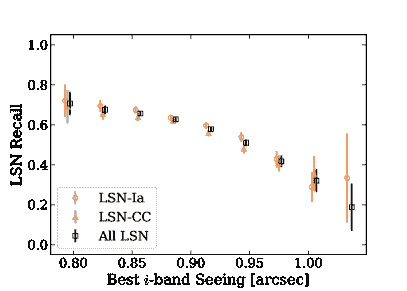 1.0
0.8
0.6
0.4
0.2
0.0
LSN Recall
LSN-Ia
LSN-CC
All LSN
0.80 0.85 0.90 0.95 1.00
Best i-band Seeing [arcsec]